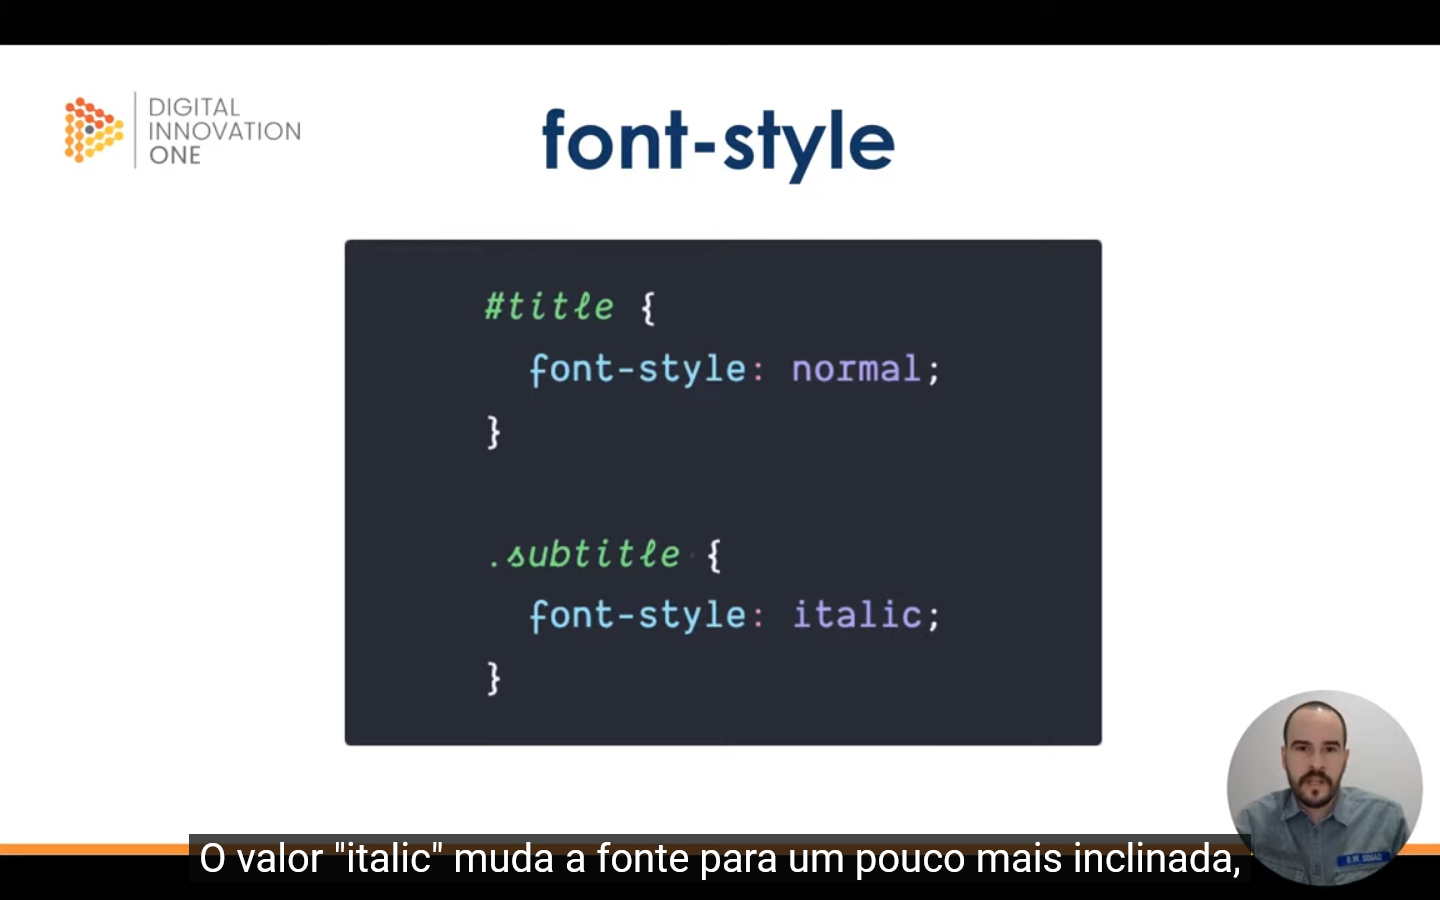 DIGITAL
INNOVATION
ONE
font-style
#title {
font-style: normal;
}
.subtitle {
font-style: italic;
}
O valor "italic" muda a fonte para um pouco mais inclinada,